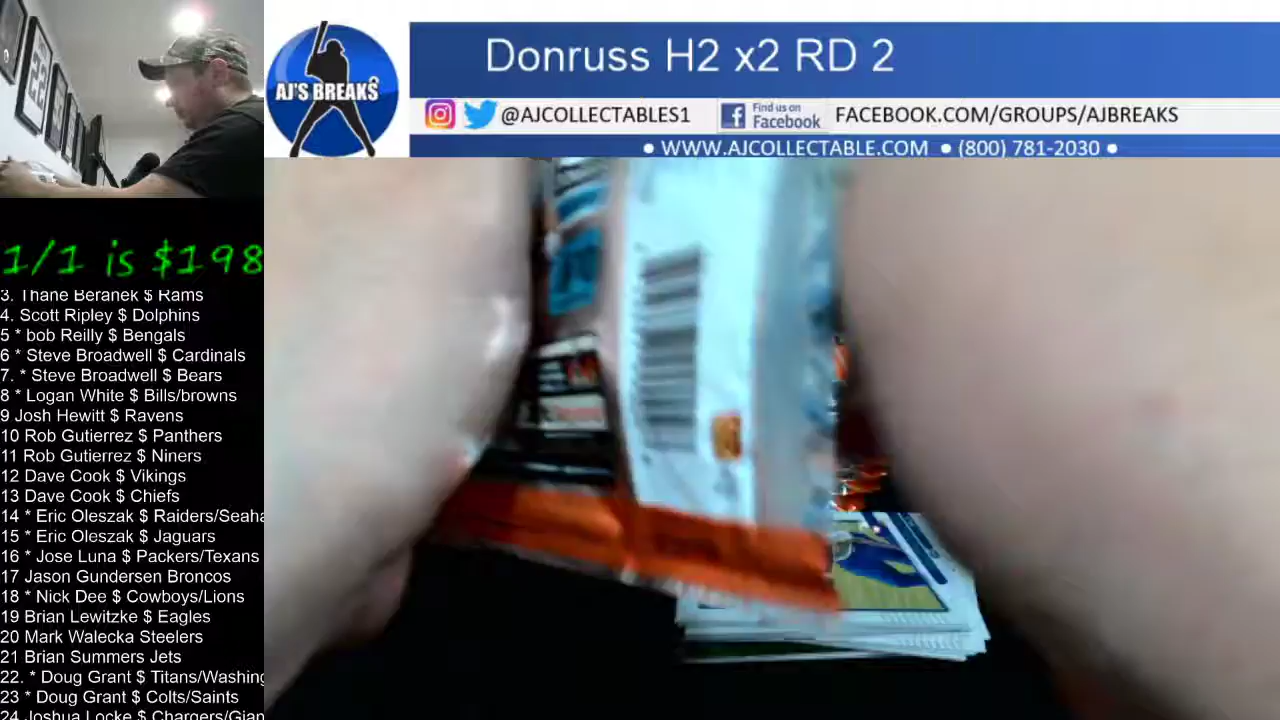 Donruss H2 x2 RD 2
AJ'S BREAKS
@AJCOLLECTABLES1
Find us on
Facebook
FACEBOOK.COM/GROUPS/AJBREAKS
• WWW.AJCOLLECTABLE.COM • (800) 781-2030 •
1/1 is $198
3. Thane Beranek $ Rams
4. Scott Ripley $ Dolphins
5 * bob Reilly $ Bengals
6 * Steve Broadwell $ Cardinals
7. * Steve Broadwell $ Bears
8 * Logan White $ Bills/browns
9 Josh Hewitt $ Ravens
10 Rob Gutierrez $ Panthers
11 Rob Gutierrez $ Niners
12 Dave Cook $ Vikings
13 Dave Cook $ Chiefs
14 * Eric Oleszak $ Raiders/Seaha
15 * Eric Oleszak $ Jaguars
16 * Jose Luna $ Packers/Texans
17 Jason Gundersen Broncos
18 * Nick Dee $ Cowboys/Lions
19 Brian Lewitzke $ Eagles
20 Mark Walecka Steelers
21 Brian Summers Jets
22. * Doug Grant $ Titans/Washing
23 * Doug Grant $ Colts/Saints
24 Joshua Locke $ Chargers/Gian